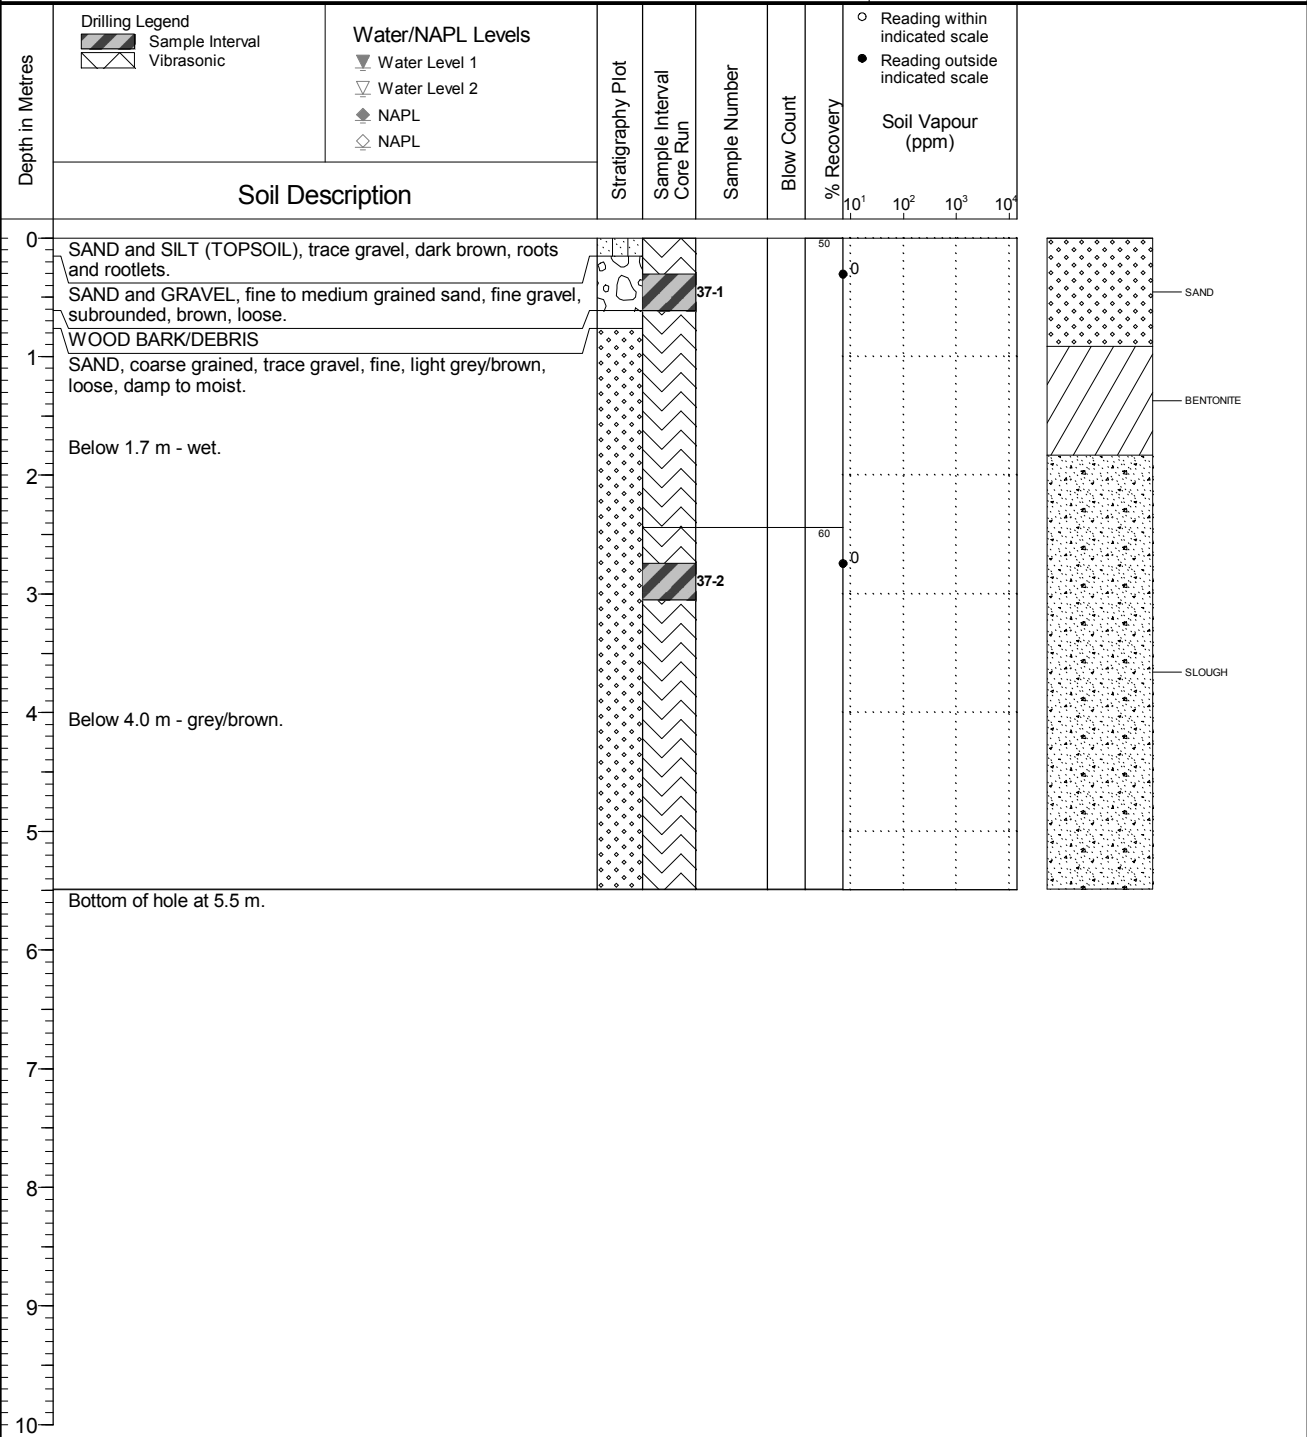 Drilling Legend
Sample Interval
Vibrasonic
Water/NAPL Levels
Water Level 1
Water Level 2
NAPL
NAPL
Depth in Metres
Soil Description
Stratigraphy Plot
Sample Interval
Core Run
Sample Number
Blow Count
% Recovery
Reading within
indicated scale
Reading outside
indicated scale
Soil Vapour
(ppm)
10¹ 10² 10³ 10⁴
0
SAND and SILT (TOPSOIL), trace gravel, dark brown, roots
and rootlets.
50
0
SAND and GRAVEL, fine to medium grained sand, fine gravel,
subrounded, brown, loose.
37-1
SAND
WOOD BARK/DEBRIS
1
SAND, coarse grained, trace gravel, fine, light grey/brown,
loose, damp to moist.
BENTONITE
Below 1.7 m - wet.
2
60
0
37-2
3
SLOUGH
4
Below 4.0 m - grey/brown.
5
Bottom of hole at 5.5 m.
6
7
8
9
10